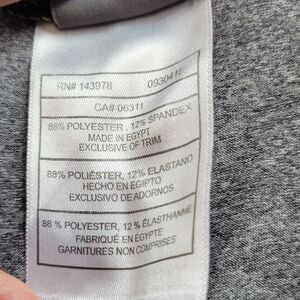 RN# 143978 093041E
CA# 06311
88% POLYESTER, 12% SPANDEX
MADE IN EGYPT
EXCLUSIVE OF TRIM
88% POLIÉSTER, 12% ELASTANO
HECHO EN EGIPTO
EXCLUSIVO DE ADORNOS
88 % POLYESTER, 12 % ÉLASTHANNE
FABRIQUÉ EN ÉGYPTE
GARNITURES NON COMPRISES